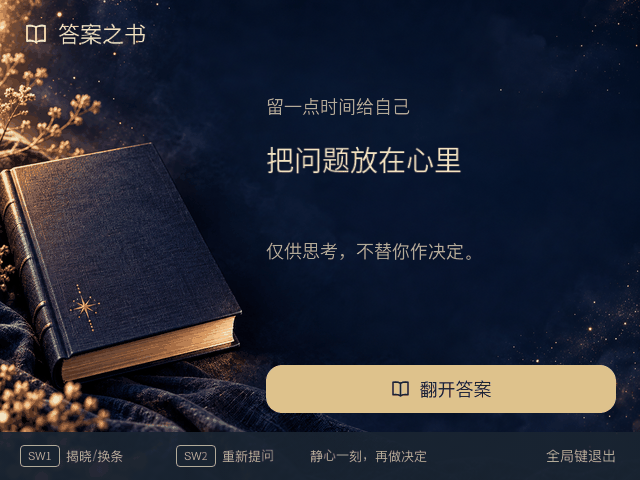 答案之书
留一点时间给自己
把问题放在心里
仅供思考，不替你作决定。
翻开答案
SW1 揭晓/换条 SW2 重新提问 静心一刻，再做决定 全局键退出